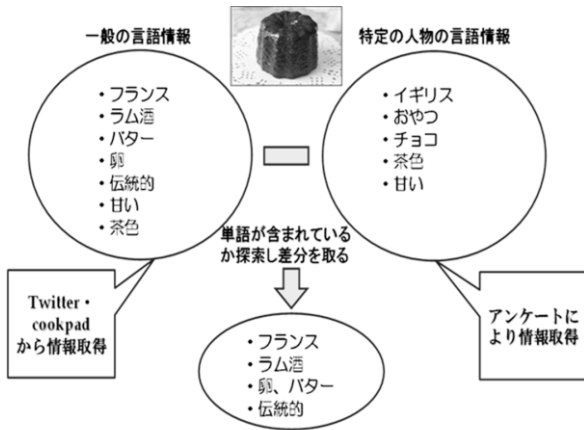 一般の言語情報
特定の人物の言語情報
・フランス
・ラム酒
・バター
・卵
・伝統的
・甘い
・茶色
・イギリス
・おやつ
・チョコ
・茶色
・甘い
単語が含まれている
か探索し差分を取る
Twitter・
cookpad
から情報取得
アンケートに
より情報取得
・フランス
・ラム酒
・卵、バター
・伝統的